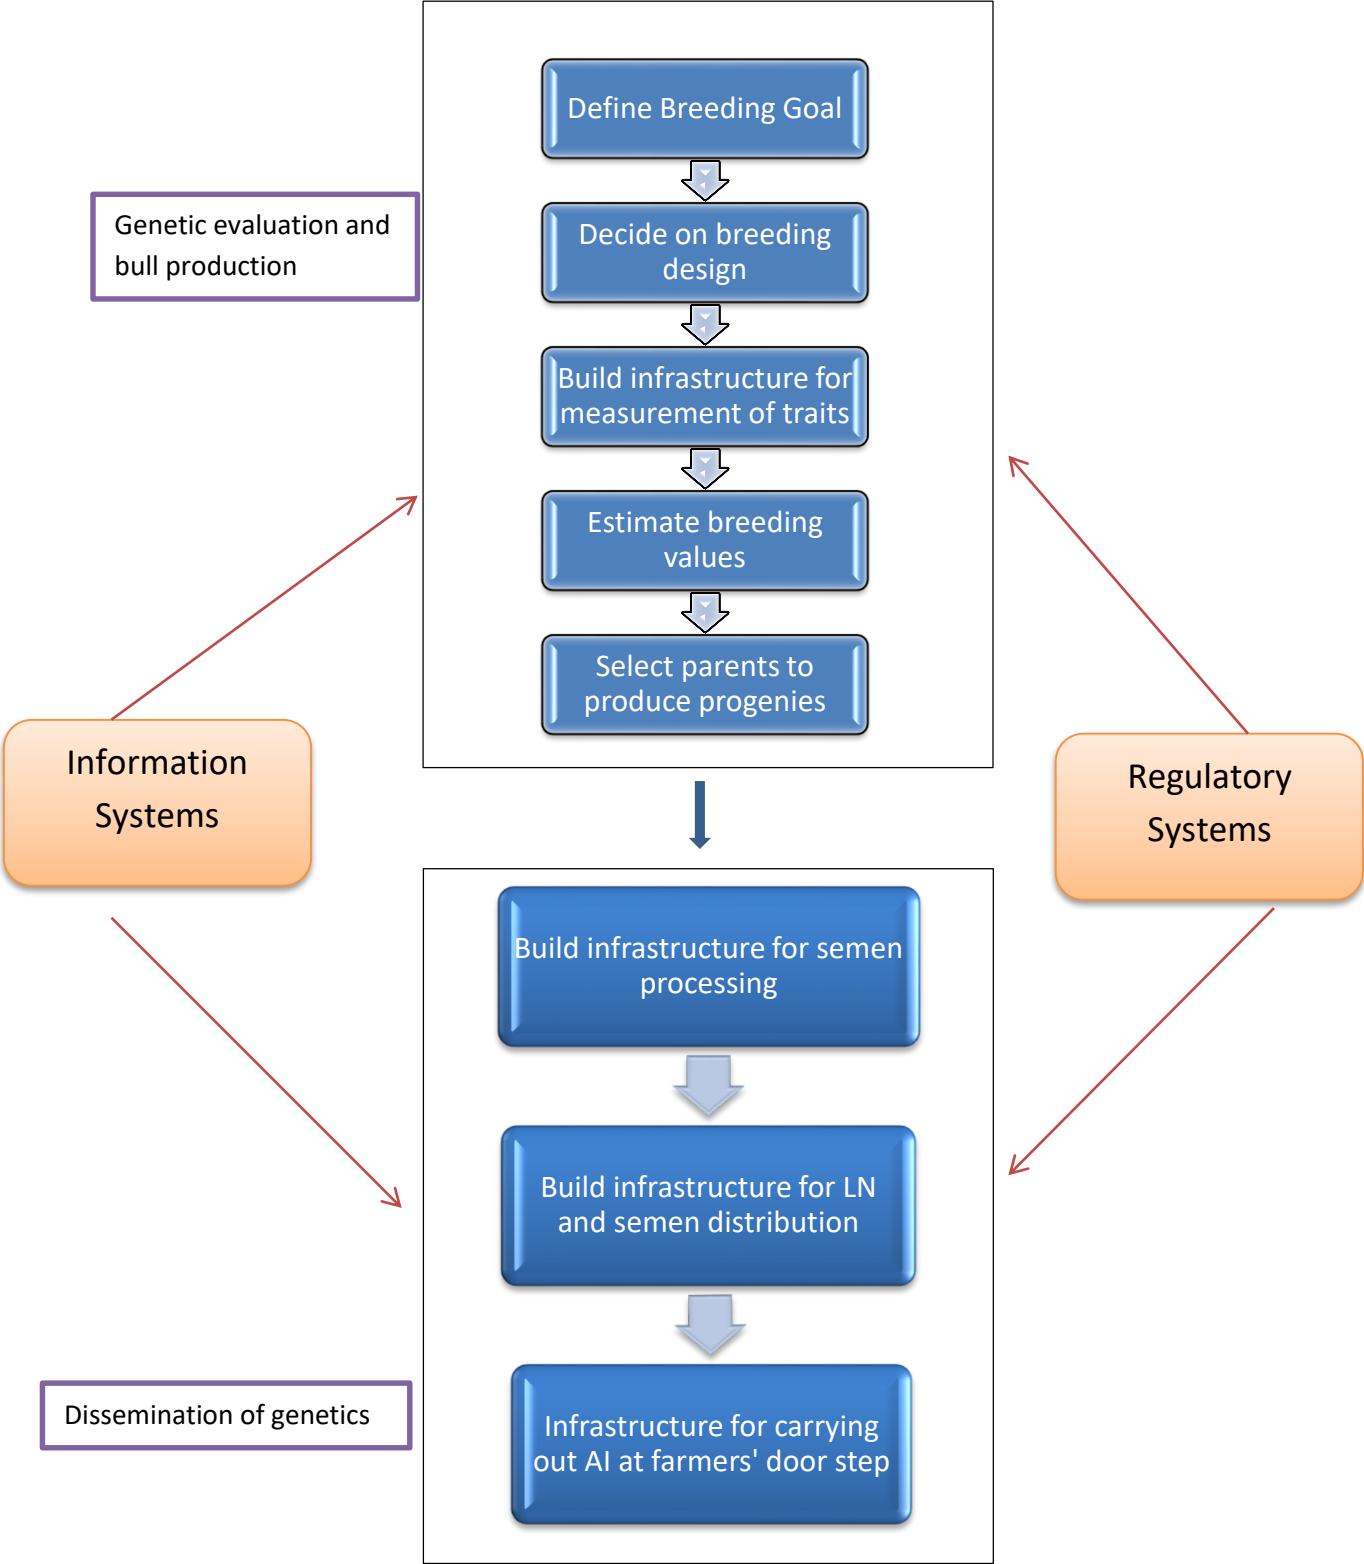 Define Breeding Goal
Genetic evaluation and
bull production
Decide on breeding
design
Build infrastructure for
measurement of traits
Estimate breeding
values
Select parents to
produce progenies
Information
Systems
Regulatory
Systems
Build infrastructure for semen
processing
Build infrastructure for LN
and semen distribution
Dissemination of genetics
Infrastructure for carrying
out AI at farmers' door step